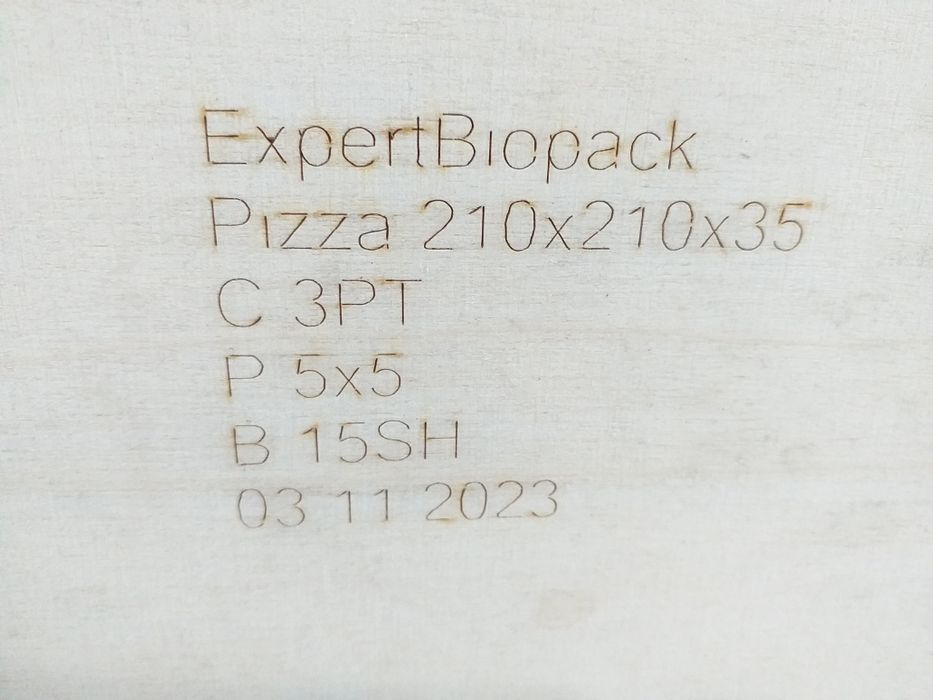 ExpertBiopack
Pizza 210x210x35
C 3PT
P 5x5
B 15SH
03 11 2023